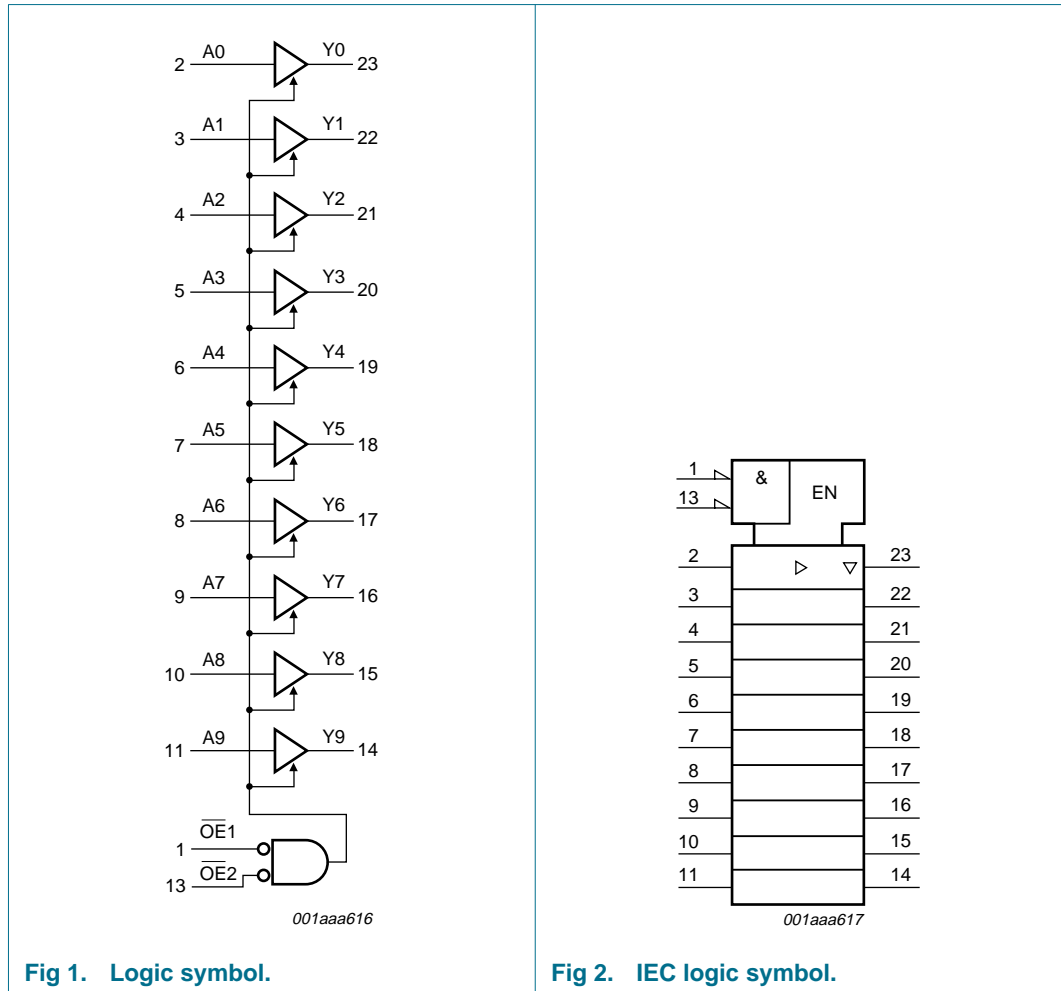 A0 Y0
2 23
A1 Y1
3 22
A2 Y2
4 21
A3 Y3
5 20
A4 Y4
6 19
A5 Y5
7 18
A6 Y6
8 17
A7 Y7
9 16
A8 Y8
10 15
A9 Y9
11 14
O̅E̅1
1
O̅E̅2
13
001aaa616
Fig 1. Logic symbol.
1
13
& EN
2 23
3 22
4 21
5 20
6 19
7 18
8 17
9 16
10 15
11 14
001aaa617
Fig 2. IEC logic symbol.